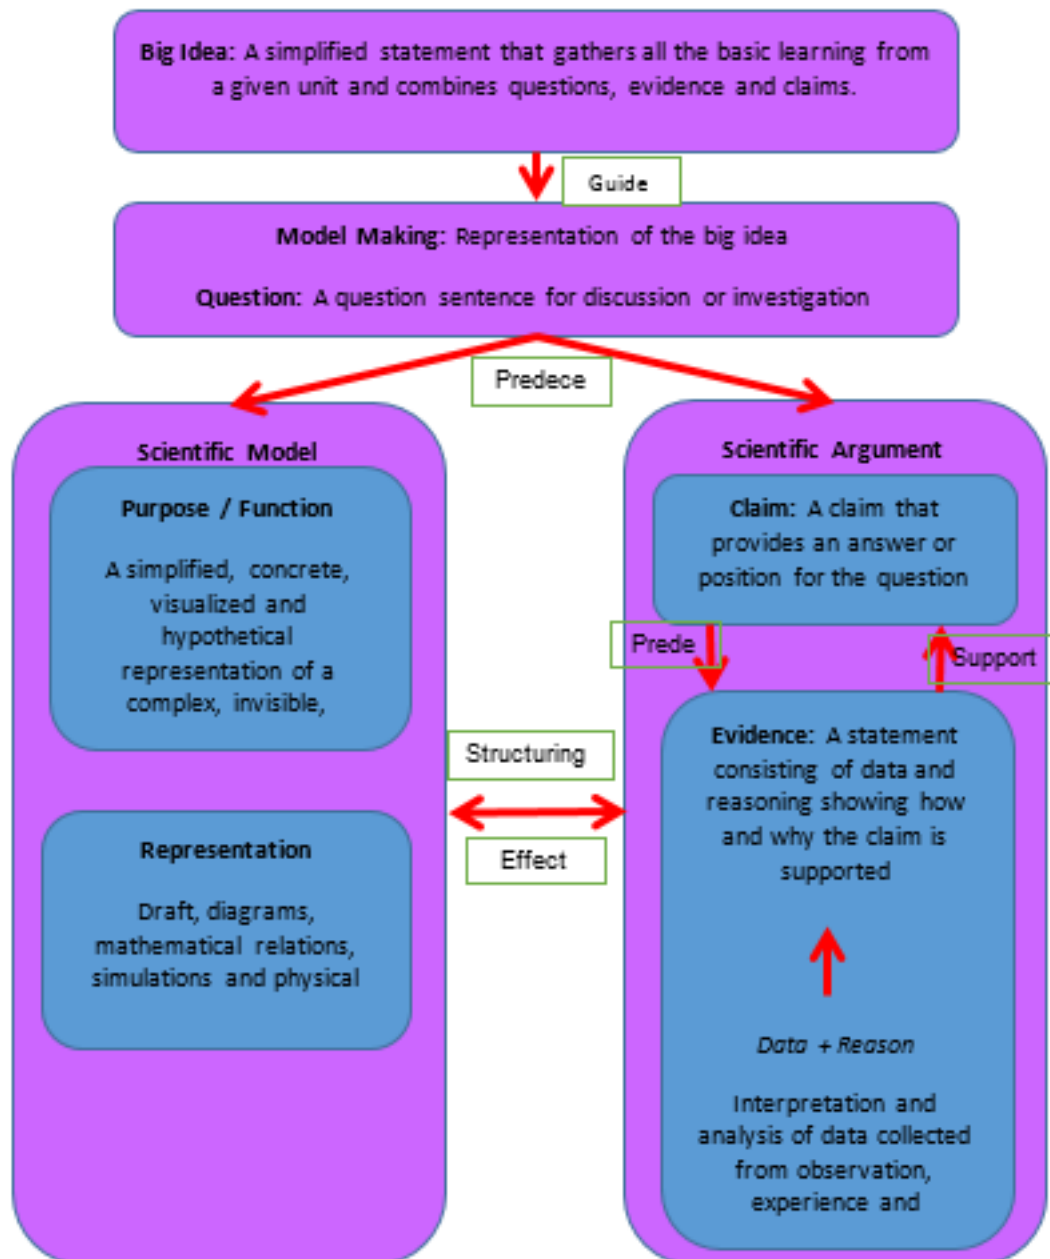 Big Idea: A simplified statement that gathers all the basic learning from
a given unit and combines questions, evidence and claims.
Guide
Model Making: Representation of the big idea
Question: A question sentence for discussion or investigation
Predece
Scientific Model
Purpose / Function
A simplified, concrete,
visualized and
hypothetical
representation of a
complex, invisible,
Representation
Draft, diagrams,
mathematical relations,
simulations and physical
Structuring
Effect
Scientific Argument
Claim: A claim that
provides an answer or
position for the question
Prede
Support
Evidence: A statement
consisting of data and
reasoning showing how
and why the claim is
supported
Data + Reason
Interpretation and
analysis of data collected
from observation,
experience and